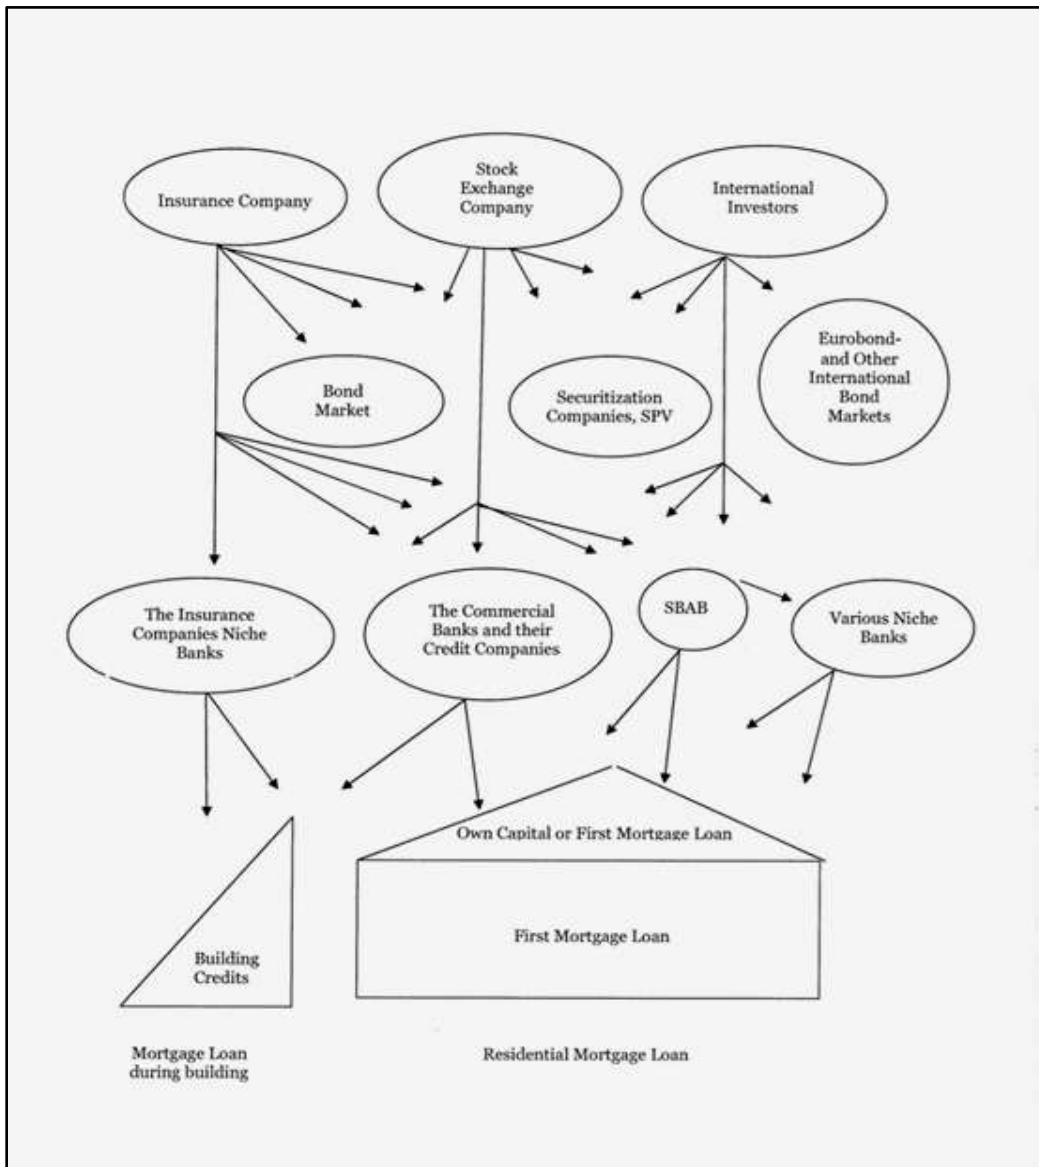 Insurance Company
Stock
Exchange
Company
International
Investors
Bond
Market
Securitization
Companies, SPV
Eurobond-
and Other
International
Bond
Markets
The Insurance
Companies Niche
Banks
The Commercial
Banks and their
Credit Companies
SBAB
Various Niche
Banks
Own Capital or First Mortgage Loan
First Mortgage Loan
Building
Credits
Mortgage Loan
during building
Residential Mortgage Loan